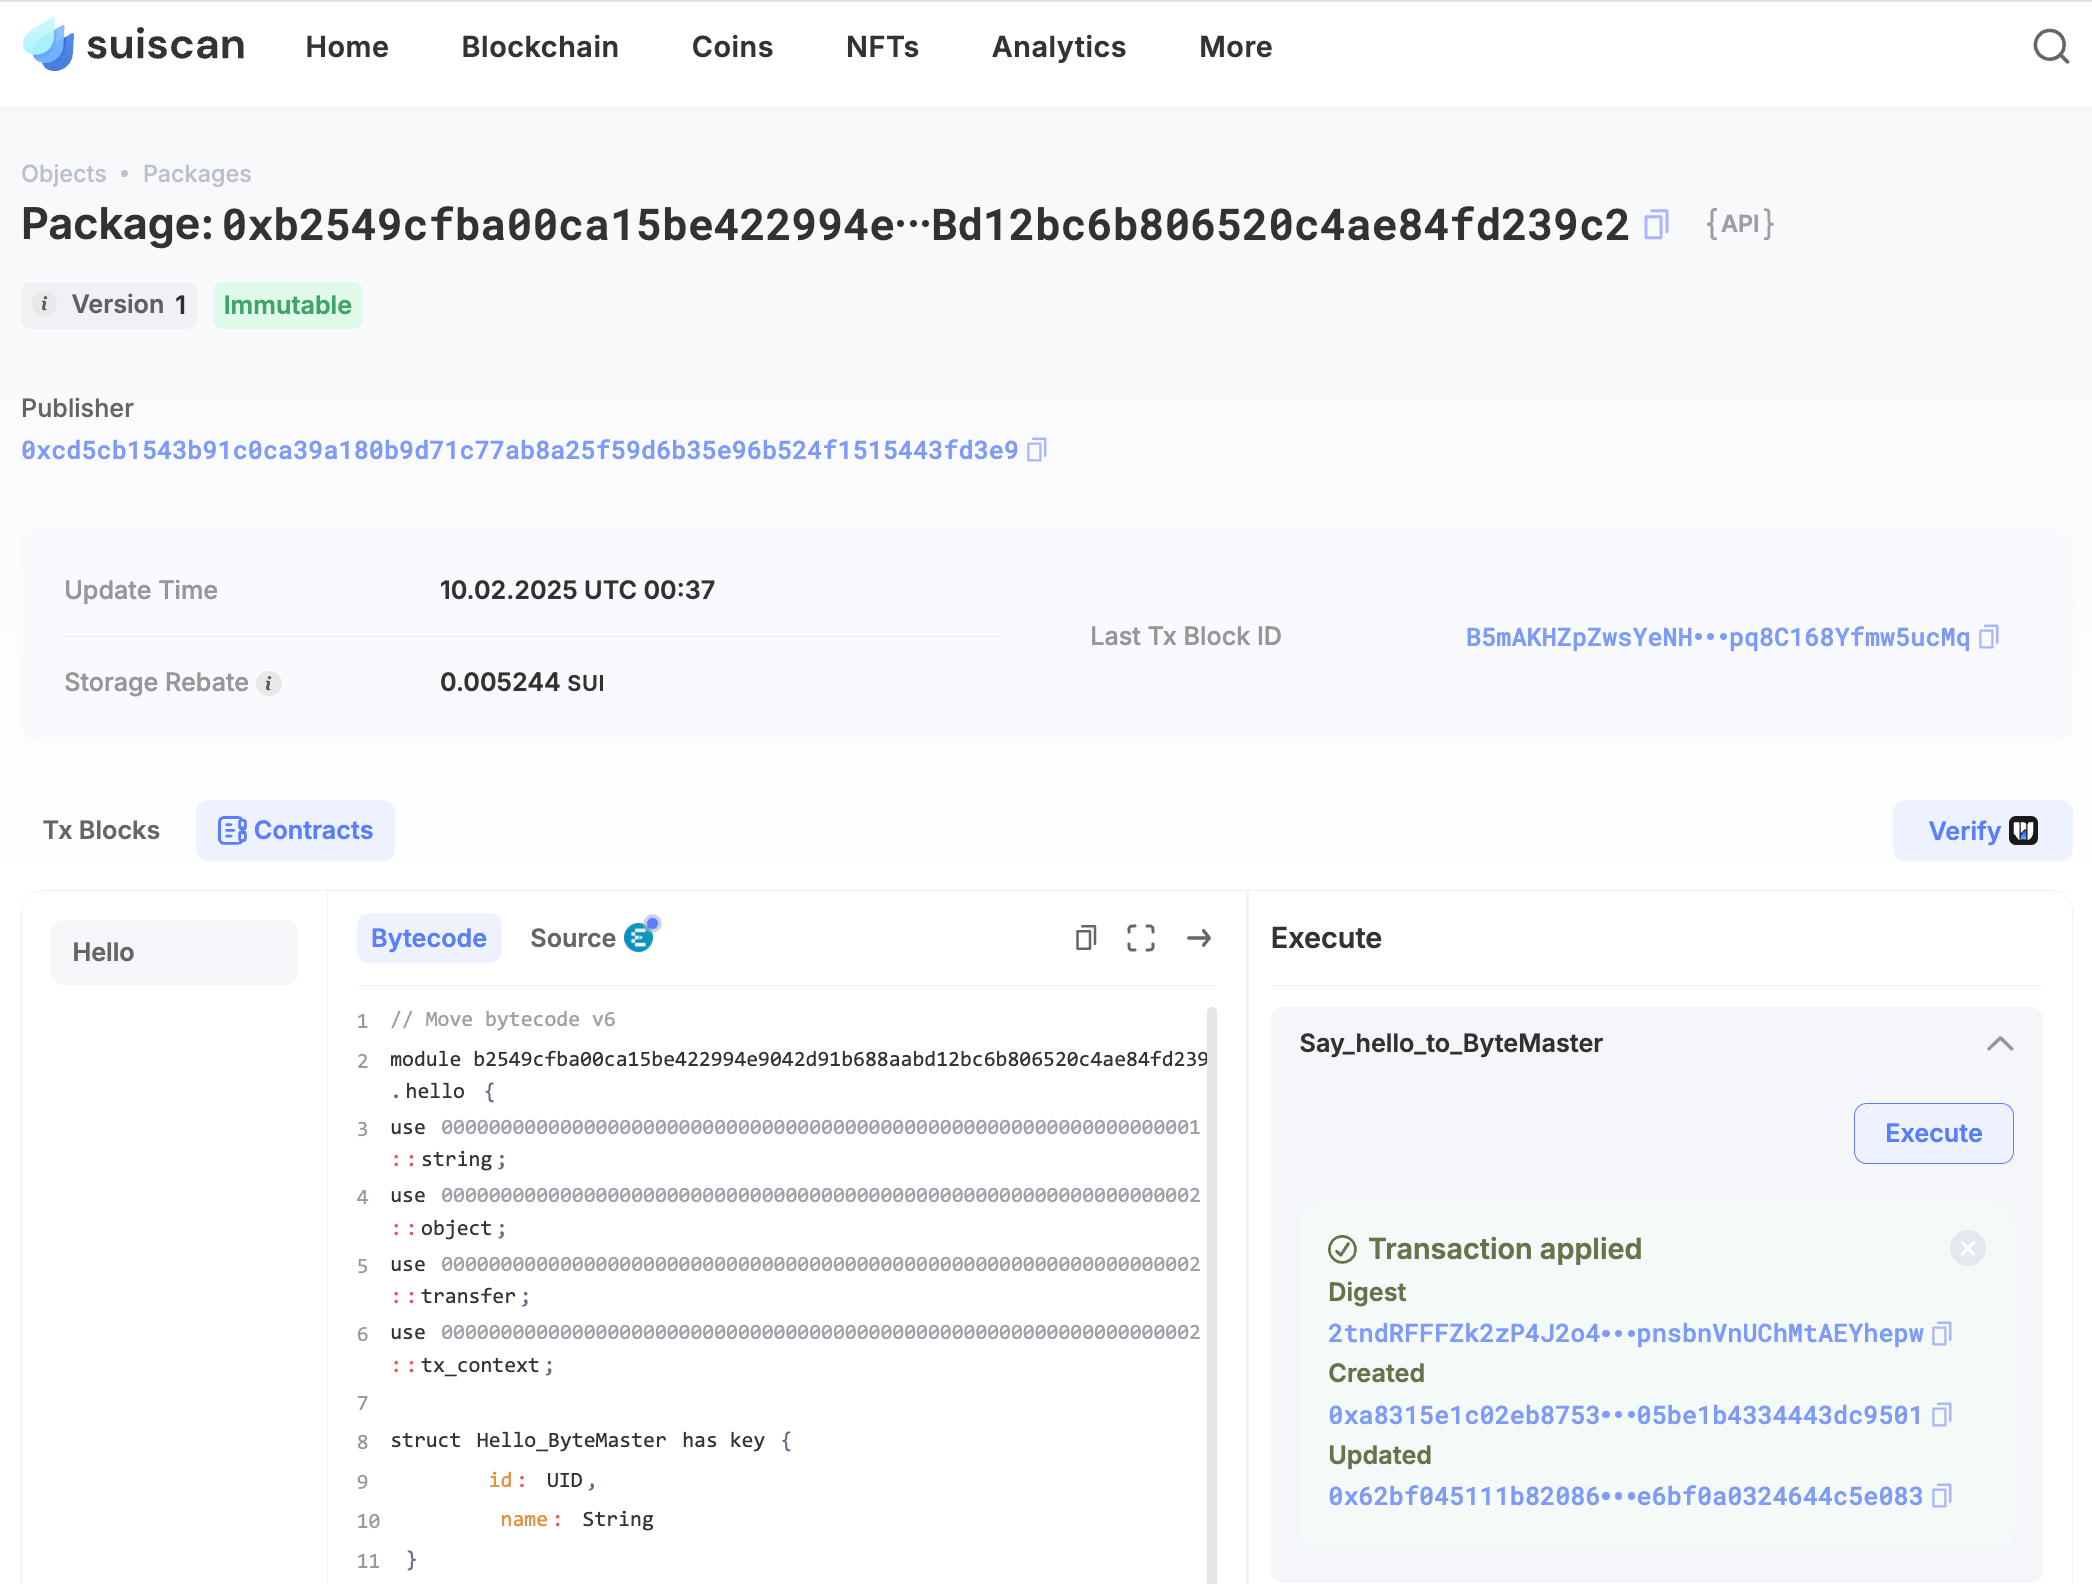 suiscan Home Blockchain Coins NFTs Analytics More
Objects • Packages
Package: 0xb2549cfba00ca15be422994e···Bd12bc6b806520c4ae84fd239c2 {API}
i Version 1 Immutable
Publisher
0xcd5cb1543b91c0ca39a180b9d71c77ab8a25f59d6b35e96b524f1515443fd3e9
Update Time 10.02.2025 UTC 00:37
Last Tx Block ID B5mAKHZpZwsYeNH•••pq8C168Yfmw5ucMq
Storage Rebate i 0.005244 SUI
Tx Blocks Contracts Verify
Hello
Bytecode Source
1 // Move bytecode v6
2 module b2549cfba00ca15be422994e9042d91b688aabd12bc6b806520c4ae84fd239
.hello {
3 use 0000000000000000000000000000000000000000000000000000000000000001
::string;
4 use 0000000000000000000000000000000000000000000000000000000000000002
::object;
5 use 0000000000000000000000000000000000000000000000000000000000000002
::transfer;
6 use 0000000000000000000000000000000000000000000000000000000000000002
::tx_context;
7
8 struct Hello_ByteMaster has key {
9 id: UID,
10 name: String
11 }
Execute
Say_hello_to_ByteMaster
Execute
Transaction applied
Digest
2tndRFFFZk2zP4J2o4•••pnsbnVnUChMtAEYhepw
Created
0xa8315e1c02eb8753•••05be1b4334443dc9501
Updated
0x62bf045111b82086•••e6bf0a0324644c5e083